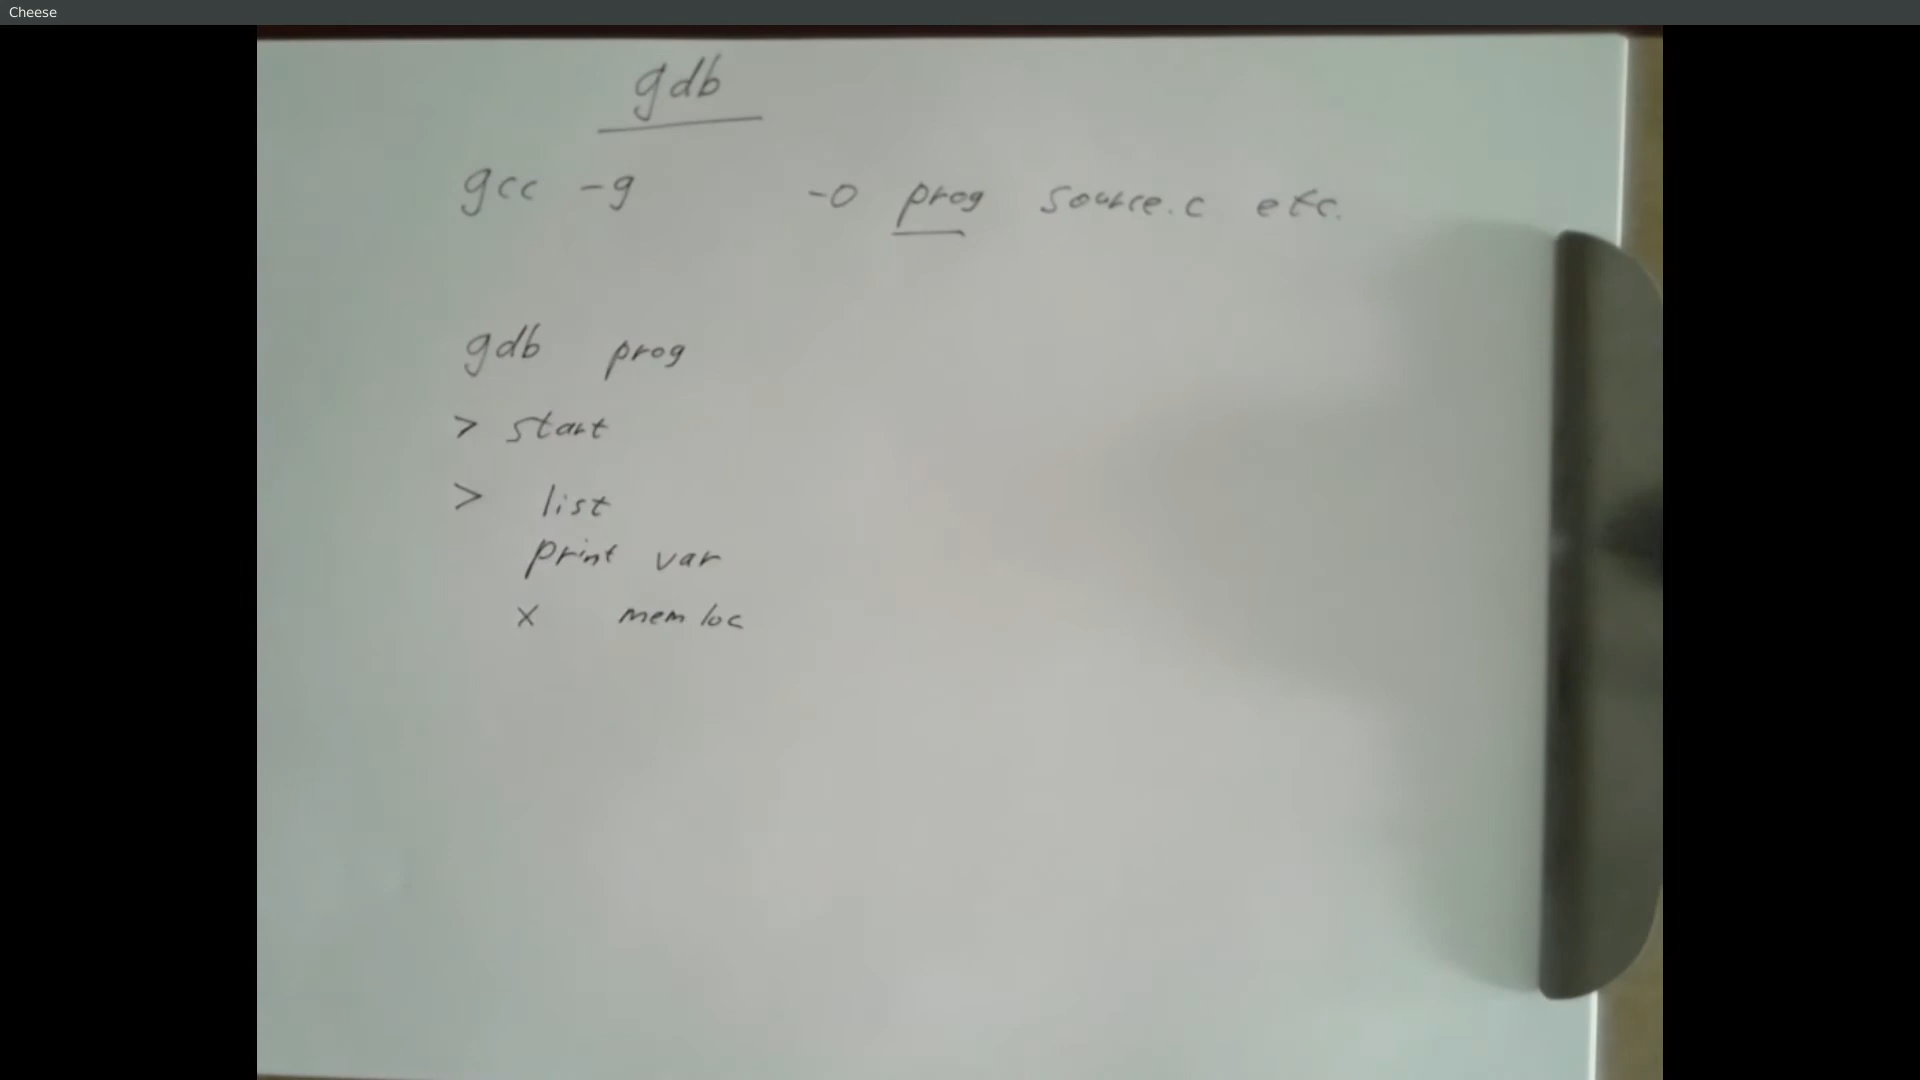 Cheese
gdb
gcc -g -o prog source.c etc.
gdb prog
> start
> list
print var
x mem loc